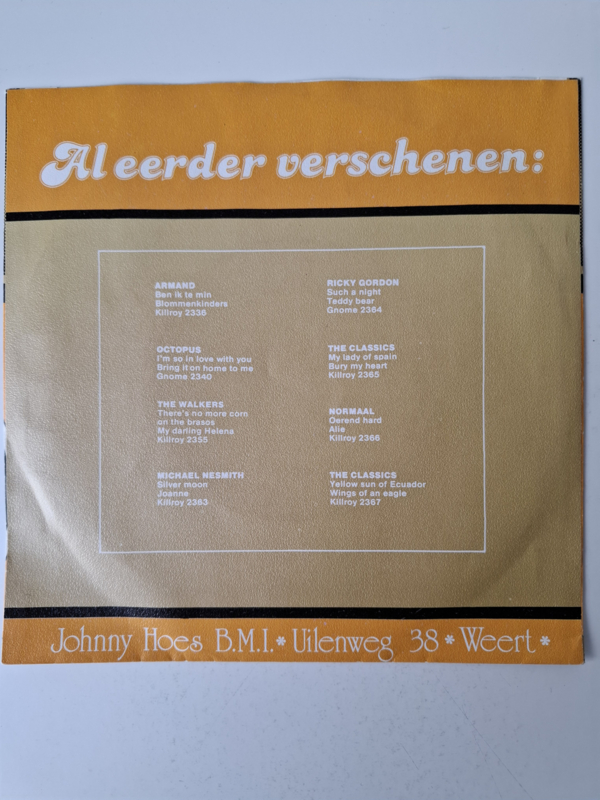 Al eerder verschenen:
ARMAND
Ben ik te min
Blommenkinders
Killroy 2336
OCTOPUS
I'm so in love with you
Bring it on home to me
Gnome 2340
THE WALKERS
There's no more corn
on the brasos
My darling Helena
Killroy 2355
MICHAEL NESMITH
Silver moon
Joanne
Killroy 2363
RICKY GORDON
Such a night
Teddy bear
Gnome 2364
THE CLASSICS
My lady of spain
Bury my heart
Killroy 2365
NORMAAL
Oerend hard
Alie
Killroy 2366
THE CLASSICS
Yellow sun of Ecuador
Wings of an eagle
Killroy 2367
Johnny Hoes B.M.I. * Uilenweg 38 * Weert *